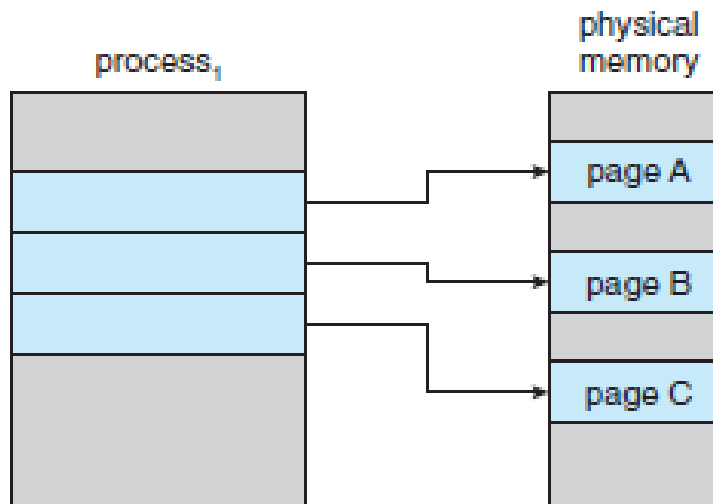 process₁
physical
memory
page A
page B
page C